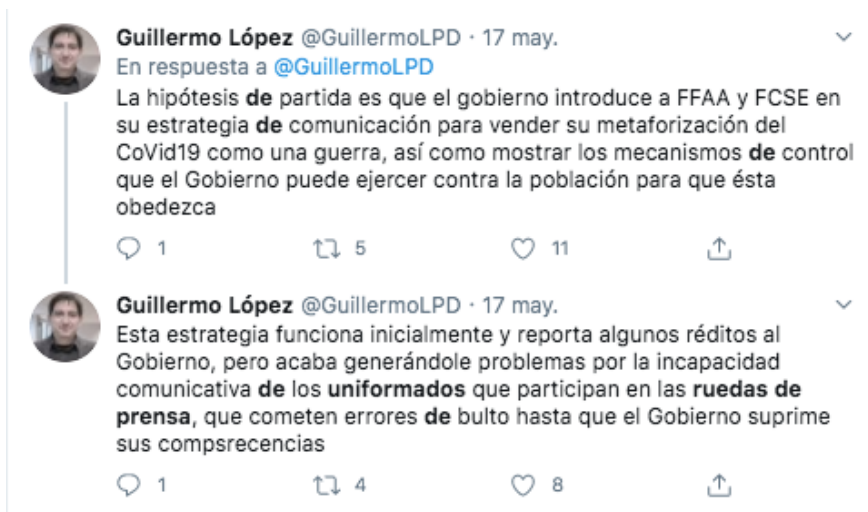 Guillermo López @GuillermoLPD · 17 may.
En respuesta a @GuillermoLPD
La hipótesis de partida es que el gobierno introduce a FFAA y FCSE en
su estrategia de comunicación para vender su metaforización del
CoVid19 como una guerra, así como mostrar los mecanismos de control
que el Gobierno puede ejercer contra la población para que ésta
obedezca
1 5 11
Guillermo López @GuillermoLPD · 17 may.
Esta estrategia funciona inicialmente y reporta algunos réditos al
Gobierno, pero acaba generándole problemas por la incapacidad
comunicativa de los uniformados que participan en las ruedas de
prensa, que cometen errores de bulto hasta que el Gobierno suprime
sus compsrecencias
1 4 8